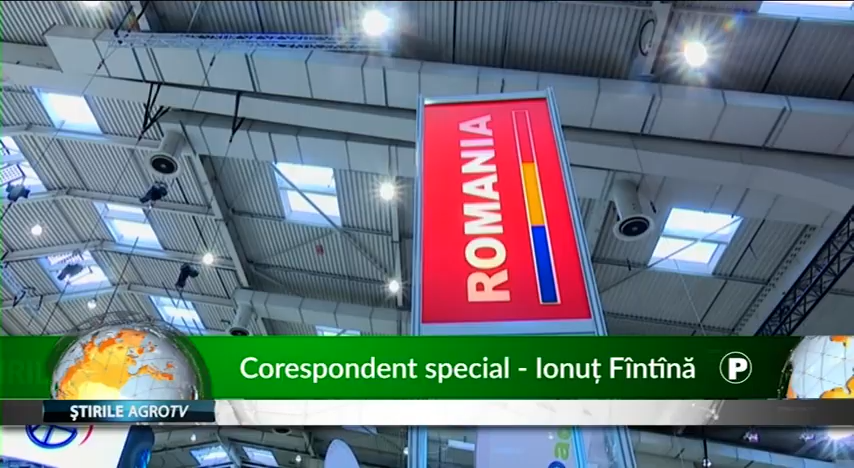 ROMANIA
Corespondent special - Ionuț Fîntînă P
ȘTIRILE AGROTV